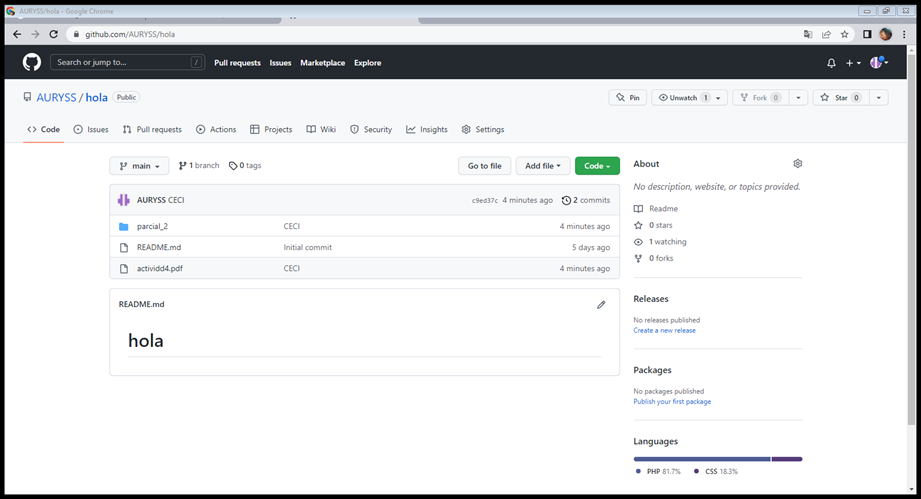 AURYSS/hola - Google Chrome
github.com/AURYSS/hola
Search or jump to... /
Pull requests Issues Marketplace Explore
AURYSS / hola Public
Pin Unwatch 1 Fork 0 Star 0
Code Issues Pull requests Actions Projects Wiki Security Insights Settings
main 1 branch 0 tags Go to file Add file Code
AURYSS CECI c9ed37c 4 minutes ago 2 commits
parcial_2 CECI 4 minutes ago
README.md Initial commit 5 days ago
actividd4.pdf CECI 4 minutes ago
README.md
hola
About
No description, website, or topics provided.
Readme
0 stars
1 watching
0 forks
Releases
No releases published
Create a new release
Packages
No packages published
Publish your first package
Languages
PHP 81.7% CSS 18.3%